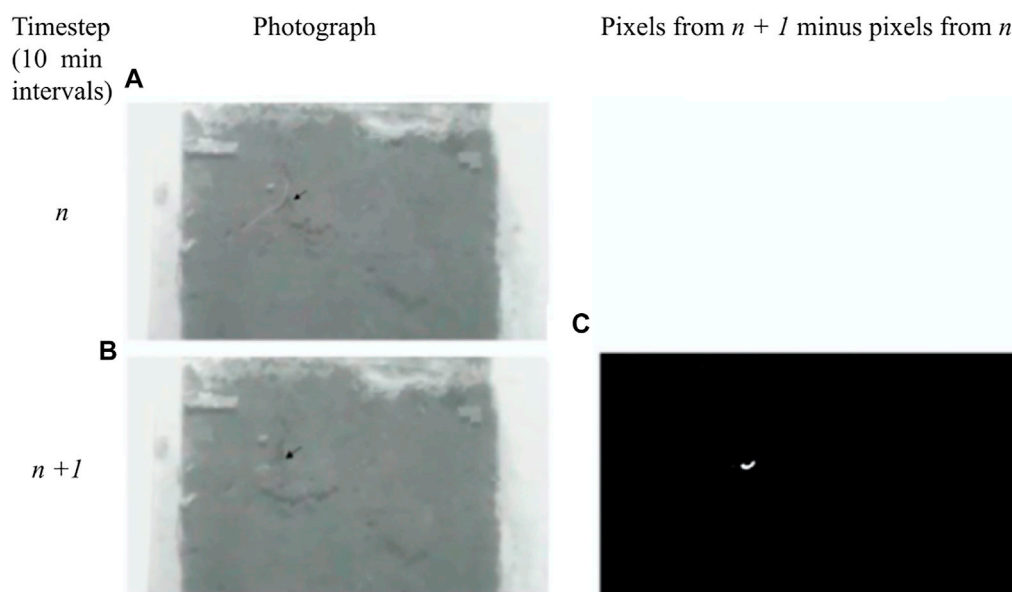 Timestep
(10 min
intervals)
Photograph
Pixels from n + 1 minus pixels from n
A
n
B
C
n +1